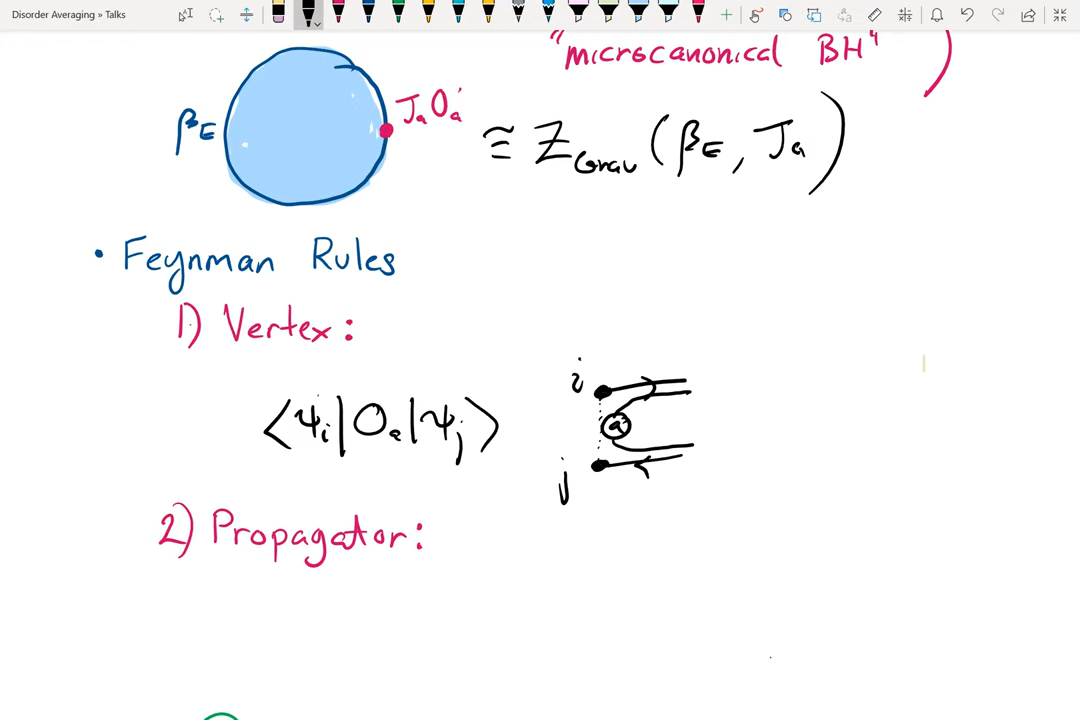 Disorder Averaging » Talks
"microcanonical BH" )
β_E J_a O_a ≅ Z_Grav (β_E, J_a)
• Feynman Rules
1) Vertex:
⟨ψ_i|O_a|ψ_j⟩
i
a
j
2) Propagator: